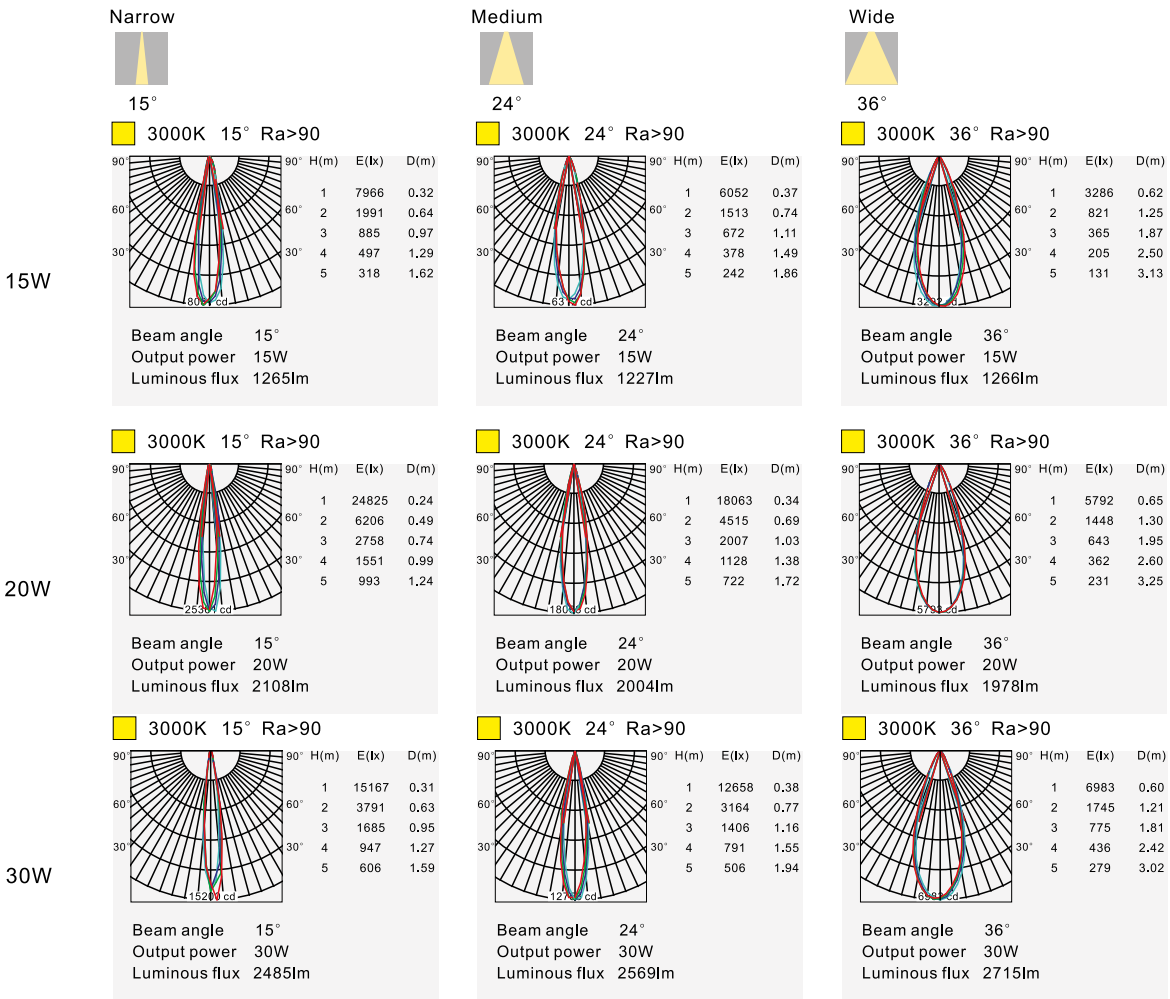 Narrow Medium Wide
15° 24° 36°
15W
3000K 15° Ra>90
90° 90° H(m) E(lx) D(m)
1 7966 0.32
60° 60° 2 1991 0.64
3 885 0.97
30° 30° 4 497 1.29
5 318 1.62
cd
Beam angle 15°
Output power 15W
Luminous flux 1265lm
3000K 24° Ra>90
90° 90° H(m) E(lx) D(m)
1 6052 0.37
60° 60° 2 1513 0.74
3 672 1.11
30° 30° 4 378 1.49
5 242 1.86
cd
Beam angle 24°
Output power 15W
Luminous flux 1227lm
3000K 36° Ra>90
90° 90° H(m) E(lx) D(m)
1 3286 0.62
60° 60° 2 821 1.25
3 365 1.87
30° 30° 4 205 2.50
5 131 3.13
cd
Beam angle 36°
Output power 15W
Luminous flux 1266lm
20W
3000K 15° Ra>90
90° 90° H(m) E(lx) D(m)
1 24825 0.24
60° 60° 2 6206 0.49
3 2758 0.74
30° 30° 4 1551 0.99
5 993 1.24
cd
Beam angle 15°
Output power 20W
Luminous flux 2108lm
3000K 24° Ra>90
90° 90° H(m) E(lx) D(m)
1 18063 0.34
60° 60° 2 4515 0.69
3 2007 1.03
30° 30° 4 1128 1.38
5 722 1.72
cd
Beam angle 24°
Output power 20W
Luminous flux 2004lm
3000K 36° Ra>90
90° 90° H(m) E(lx) D(m)
1 5792 0.65
60° 60° 2 1448 1.30
3 643 1.95
30° 30° 4 362 2.60
5 231 3.25
5793 cd
Beam angle 36°
Output power 20W
Luminous flux 1978lm
30W
3000K 15° Ra>90
90° 90° H(m) E(lx) D(m)
1 15167 0.31
60° 60° 2 3791 0.63
3 1685 0.95
30° 30° 4 947 1.27
5 606 1.59
cd
Beam angle 15°
Output power 30W
Luminous flux 2485lm
3000K 24° Ra>90
90° 90° H(m) E(lx) D(m)
1 12658 0.38
60° 60° 2 3164 0.77
3 1406 1.16
30° 30° 4 791 1.55
5 506 1.94
cd
Beam angle 24°
Output power 30W
Luminous flux 2569lm
3000K 36° Ra>90
90° 90° H(m) E(lx) D(m)
1 6983 0.60
60° 60° 2 1745 1.21
3 775 1.81
30° 30° 4 436 2.42
5 279 3.02
cd
Beam angle 36°
Output power 30W
Luminous flux 2715lm